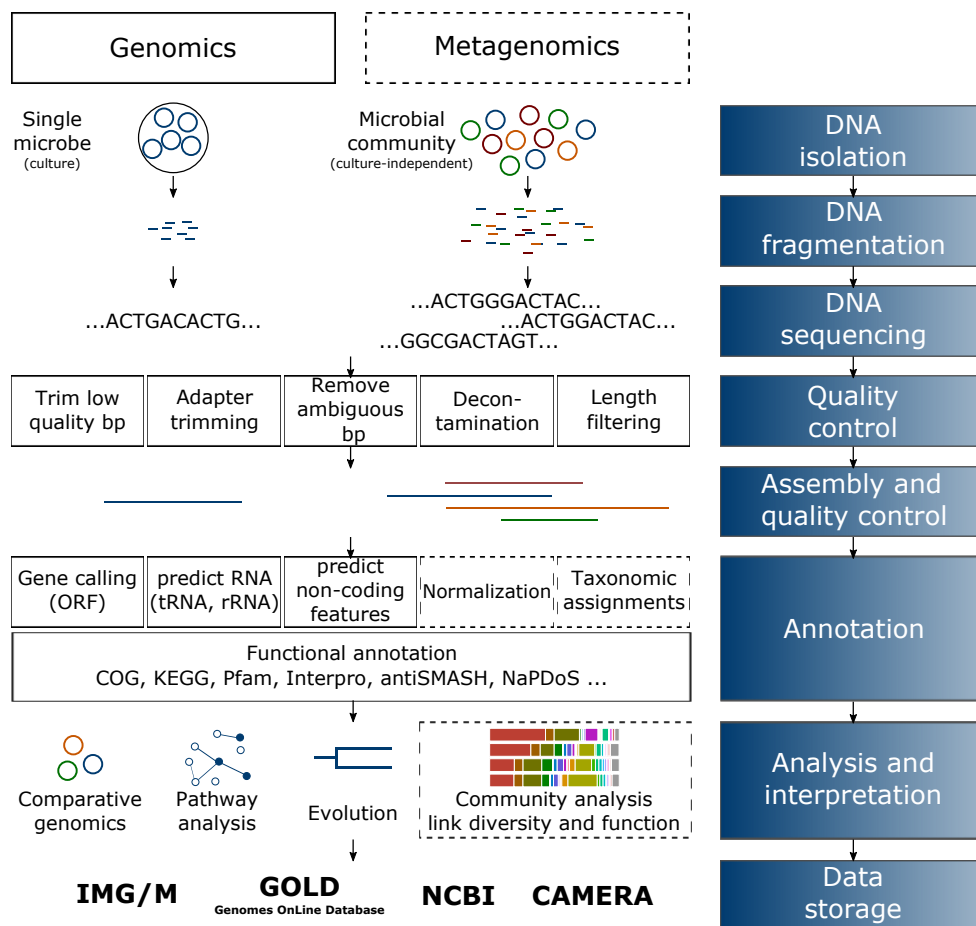 Genomics
Metagenomics
Single
microbe
(culture)
Microbial
community
(culture-independent)
DNA
isolation
DNA
fragmentation
...ACTGACACTG...
...ACTGGGACTAC...
...ACTGGACTAC...
...GGCGACTAGT...
DNA
sequencing
Trim low
quality bp
Adapter
trimming
Remove
ambiguous
bp
Decon-
tamination
Length
filtering
Quality
control
Assembly and
quality control
Gene calling
(ORF)
predict RNA
(tRNA, rRNA)
predict
non-coding
features
Normalization
Taxonomic
assignments
Functional annotation
COG, KEGG, Pfam, Interpro, antiSMASH, NaPDoS ...
Annotation
Comparative
genomics
Pathway
analysis
Evolution
Community analysis
link diversity and function
Analysis and
interpretation
IMG/M
GOLD
Genomes OnLine Database
NCBI
CAMERA
Data
storage